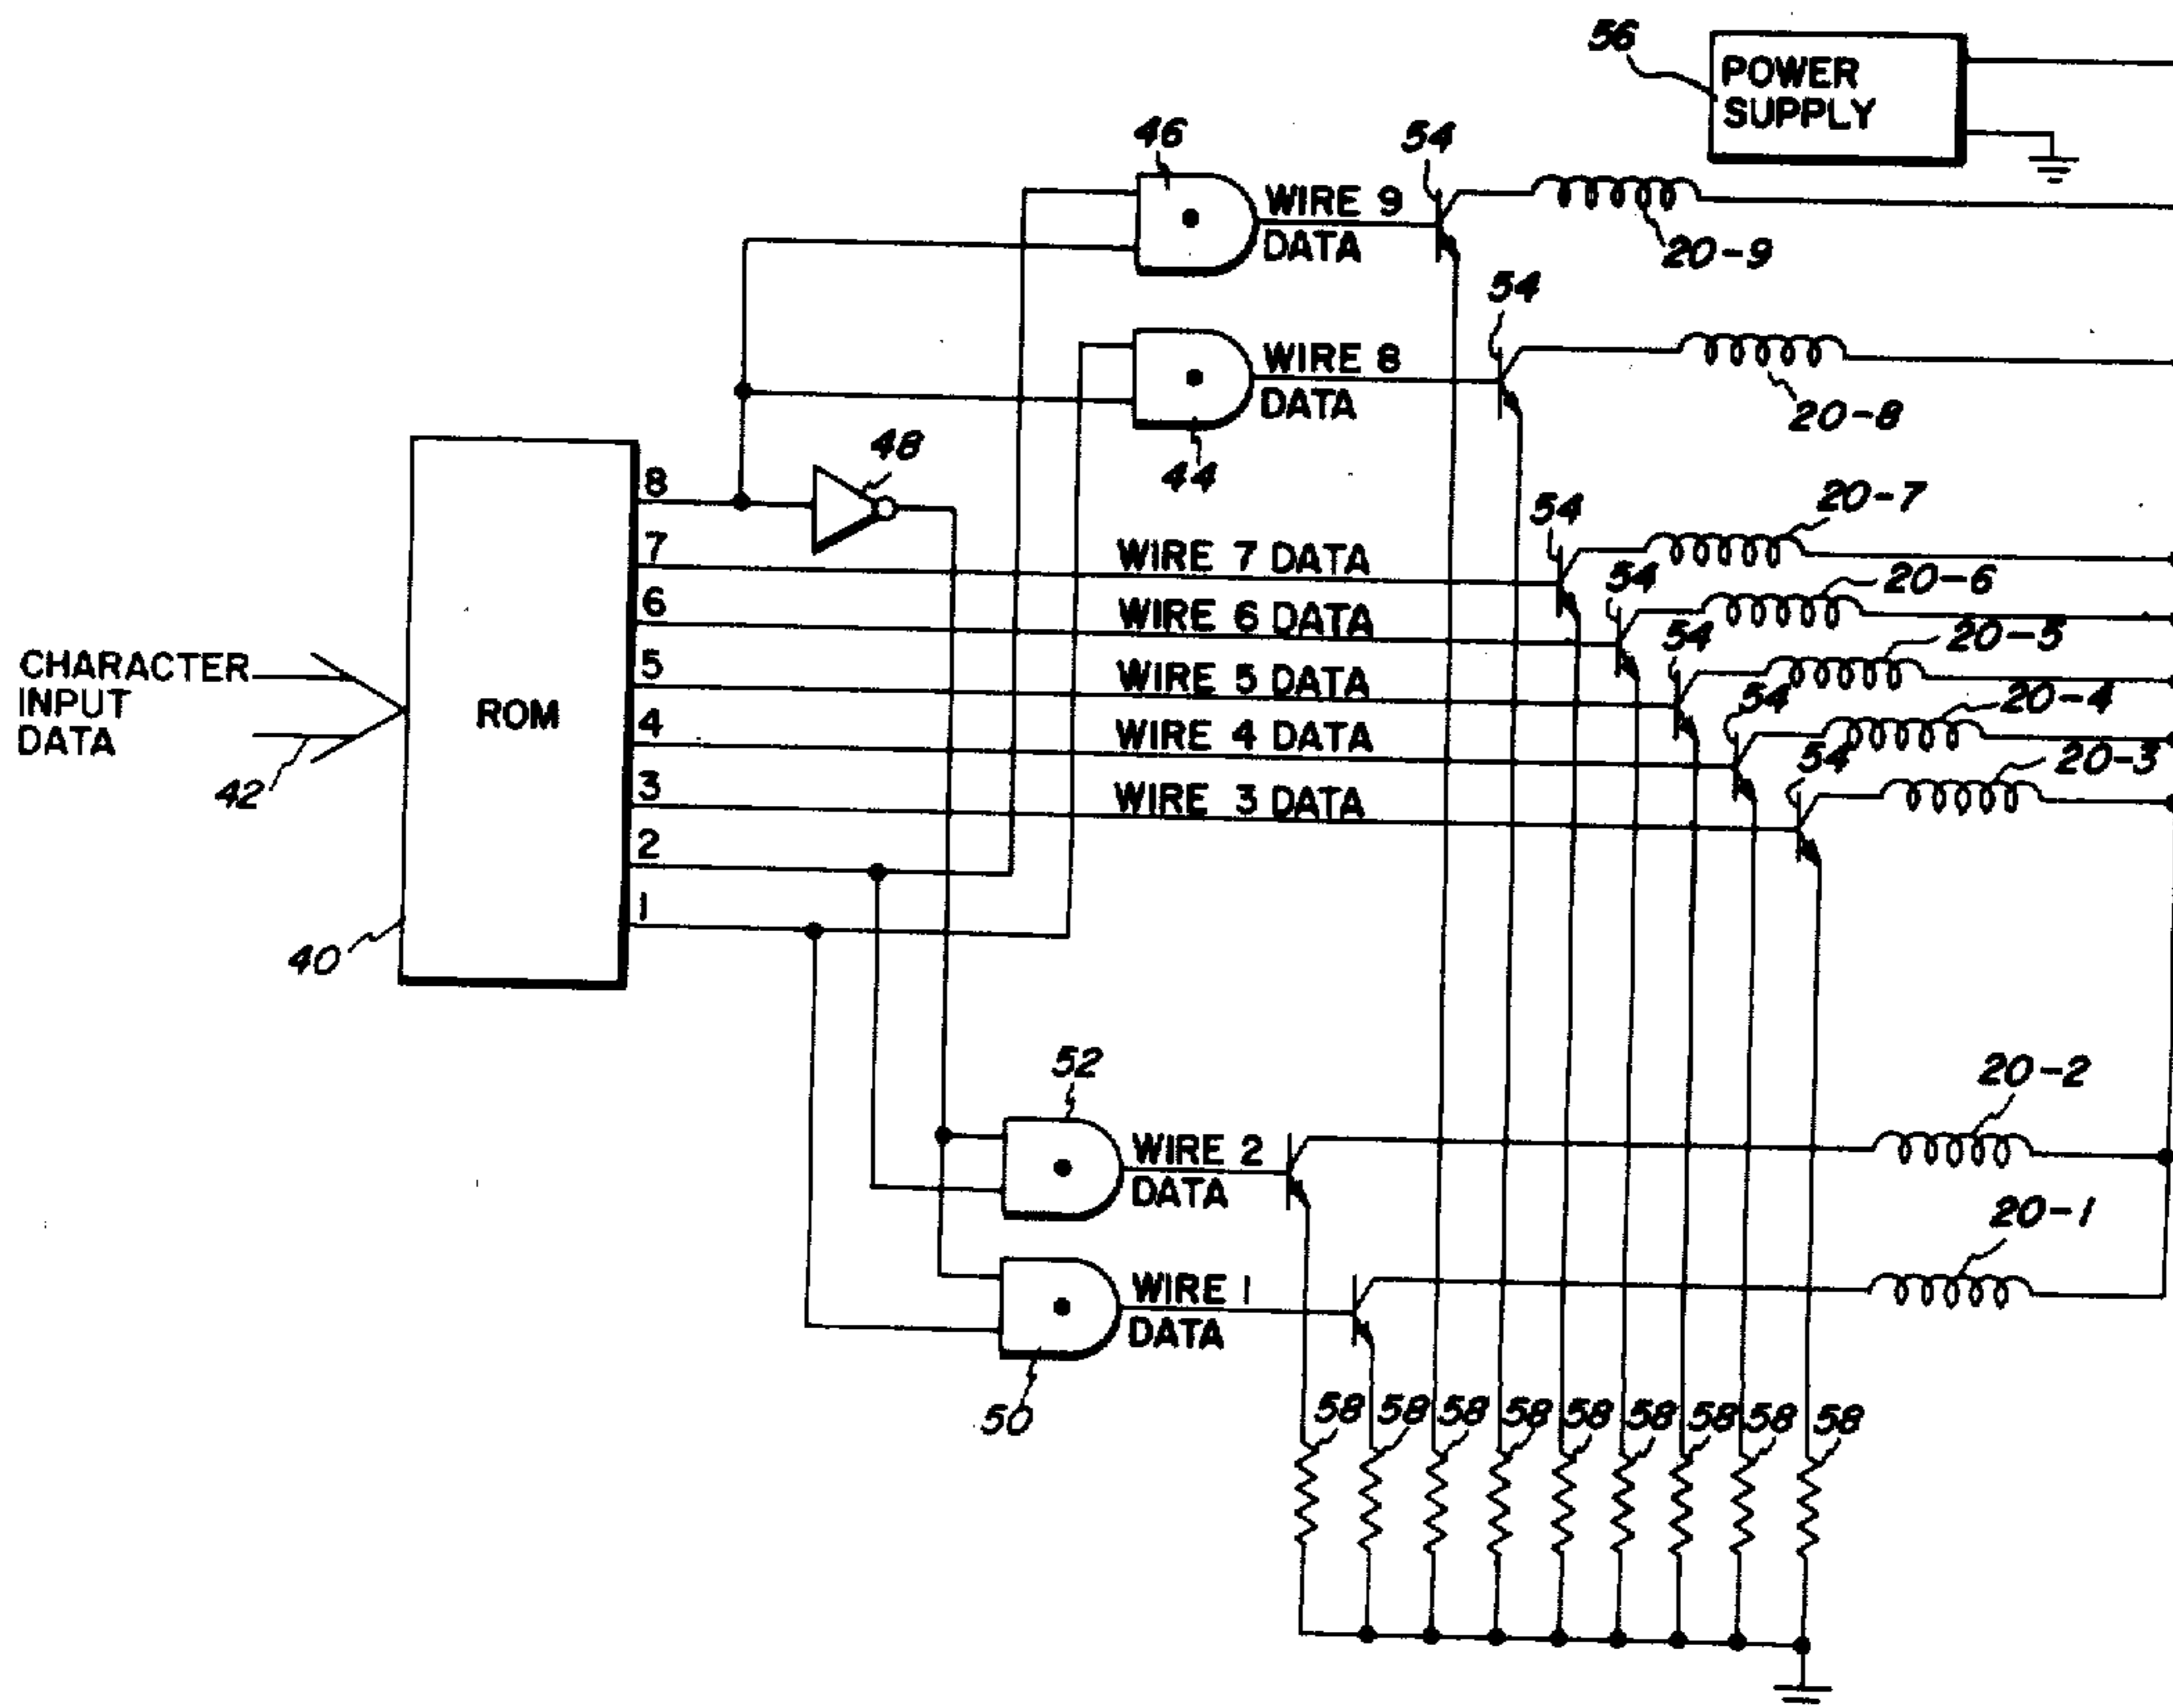 56
POWER
SUPPLY
46
54
WIRE 9
DATA
20-9
54
WIRE 8
DATA
20-8
44
48
8
54
20-7
7
WIRE 7 DATA
54
20-6
6
WIRE 6 DATA
54
20-5
CHARACTER
INPUT
DATA
42
ROM
5
WIRE 5 DATA
54
20-4
4
WIRE 4 DATA
54
20-3
3
WIRE 3 DATA
2
1
40
52
20-2
WIRE 2
DATA
20-1
WIRE 1
DATA
50
58 58 58 58 58 58 58 58 58